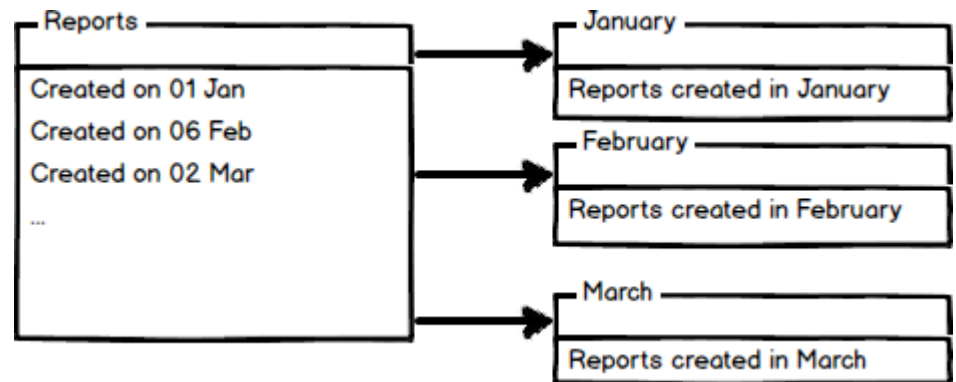 Reports
Created on 01 Jan
Created on 06 Feb
Created on 02 Mar
...
January
Reports created in January
February
Reports created in February
March
Reports created in March